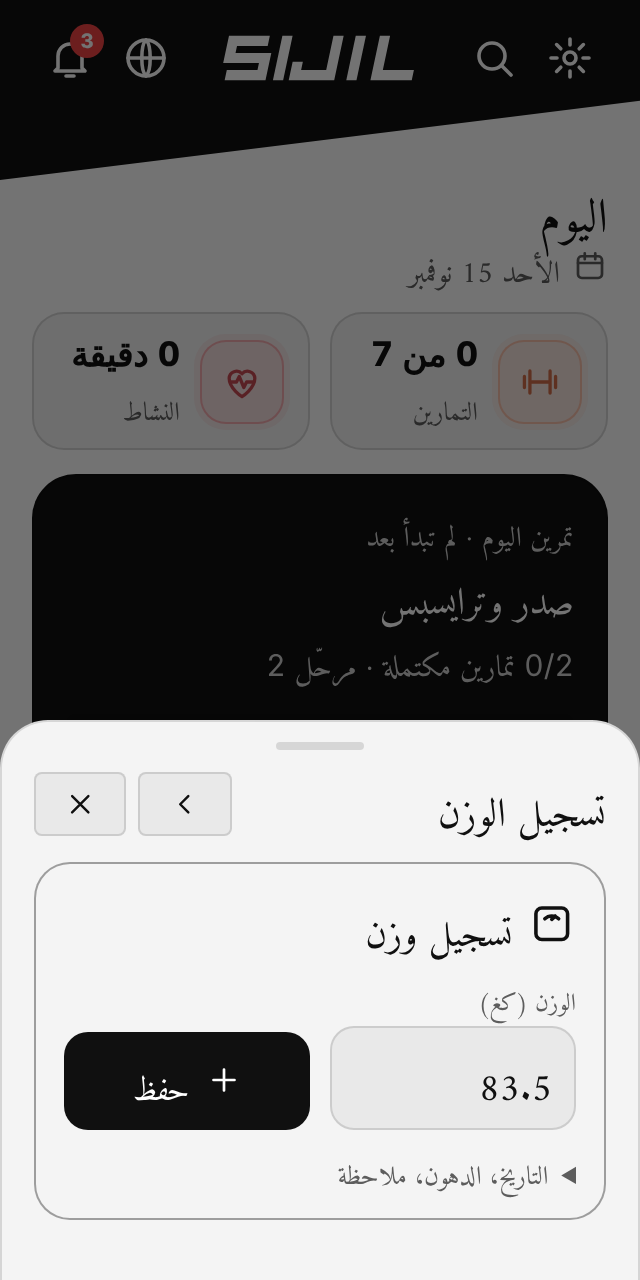 3
SIJIL
اليوم
الأحد 15 نوفمبر
0 من 7
التمارين
0 دقيقة
النشاط
تمرين اليوم · لم تبدأ بعد
صدر وترايسبس
0/2 تمارين مكتملة · مرحّل 2
تسجيل الوزن
تسجيل وزن
الوزن (كغ)
83.5
حفظ
التاريخ، الدهون، ملاحظة